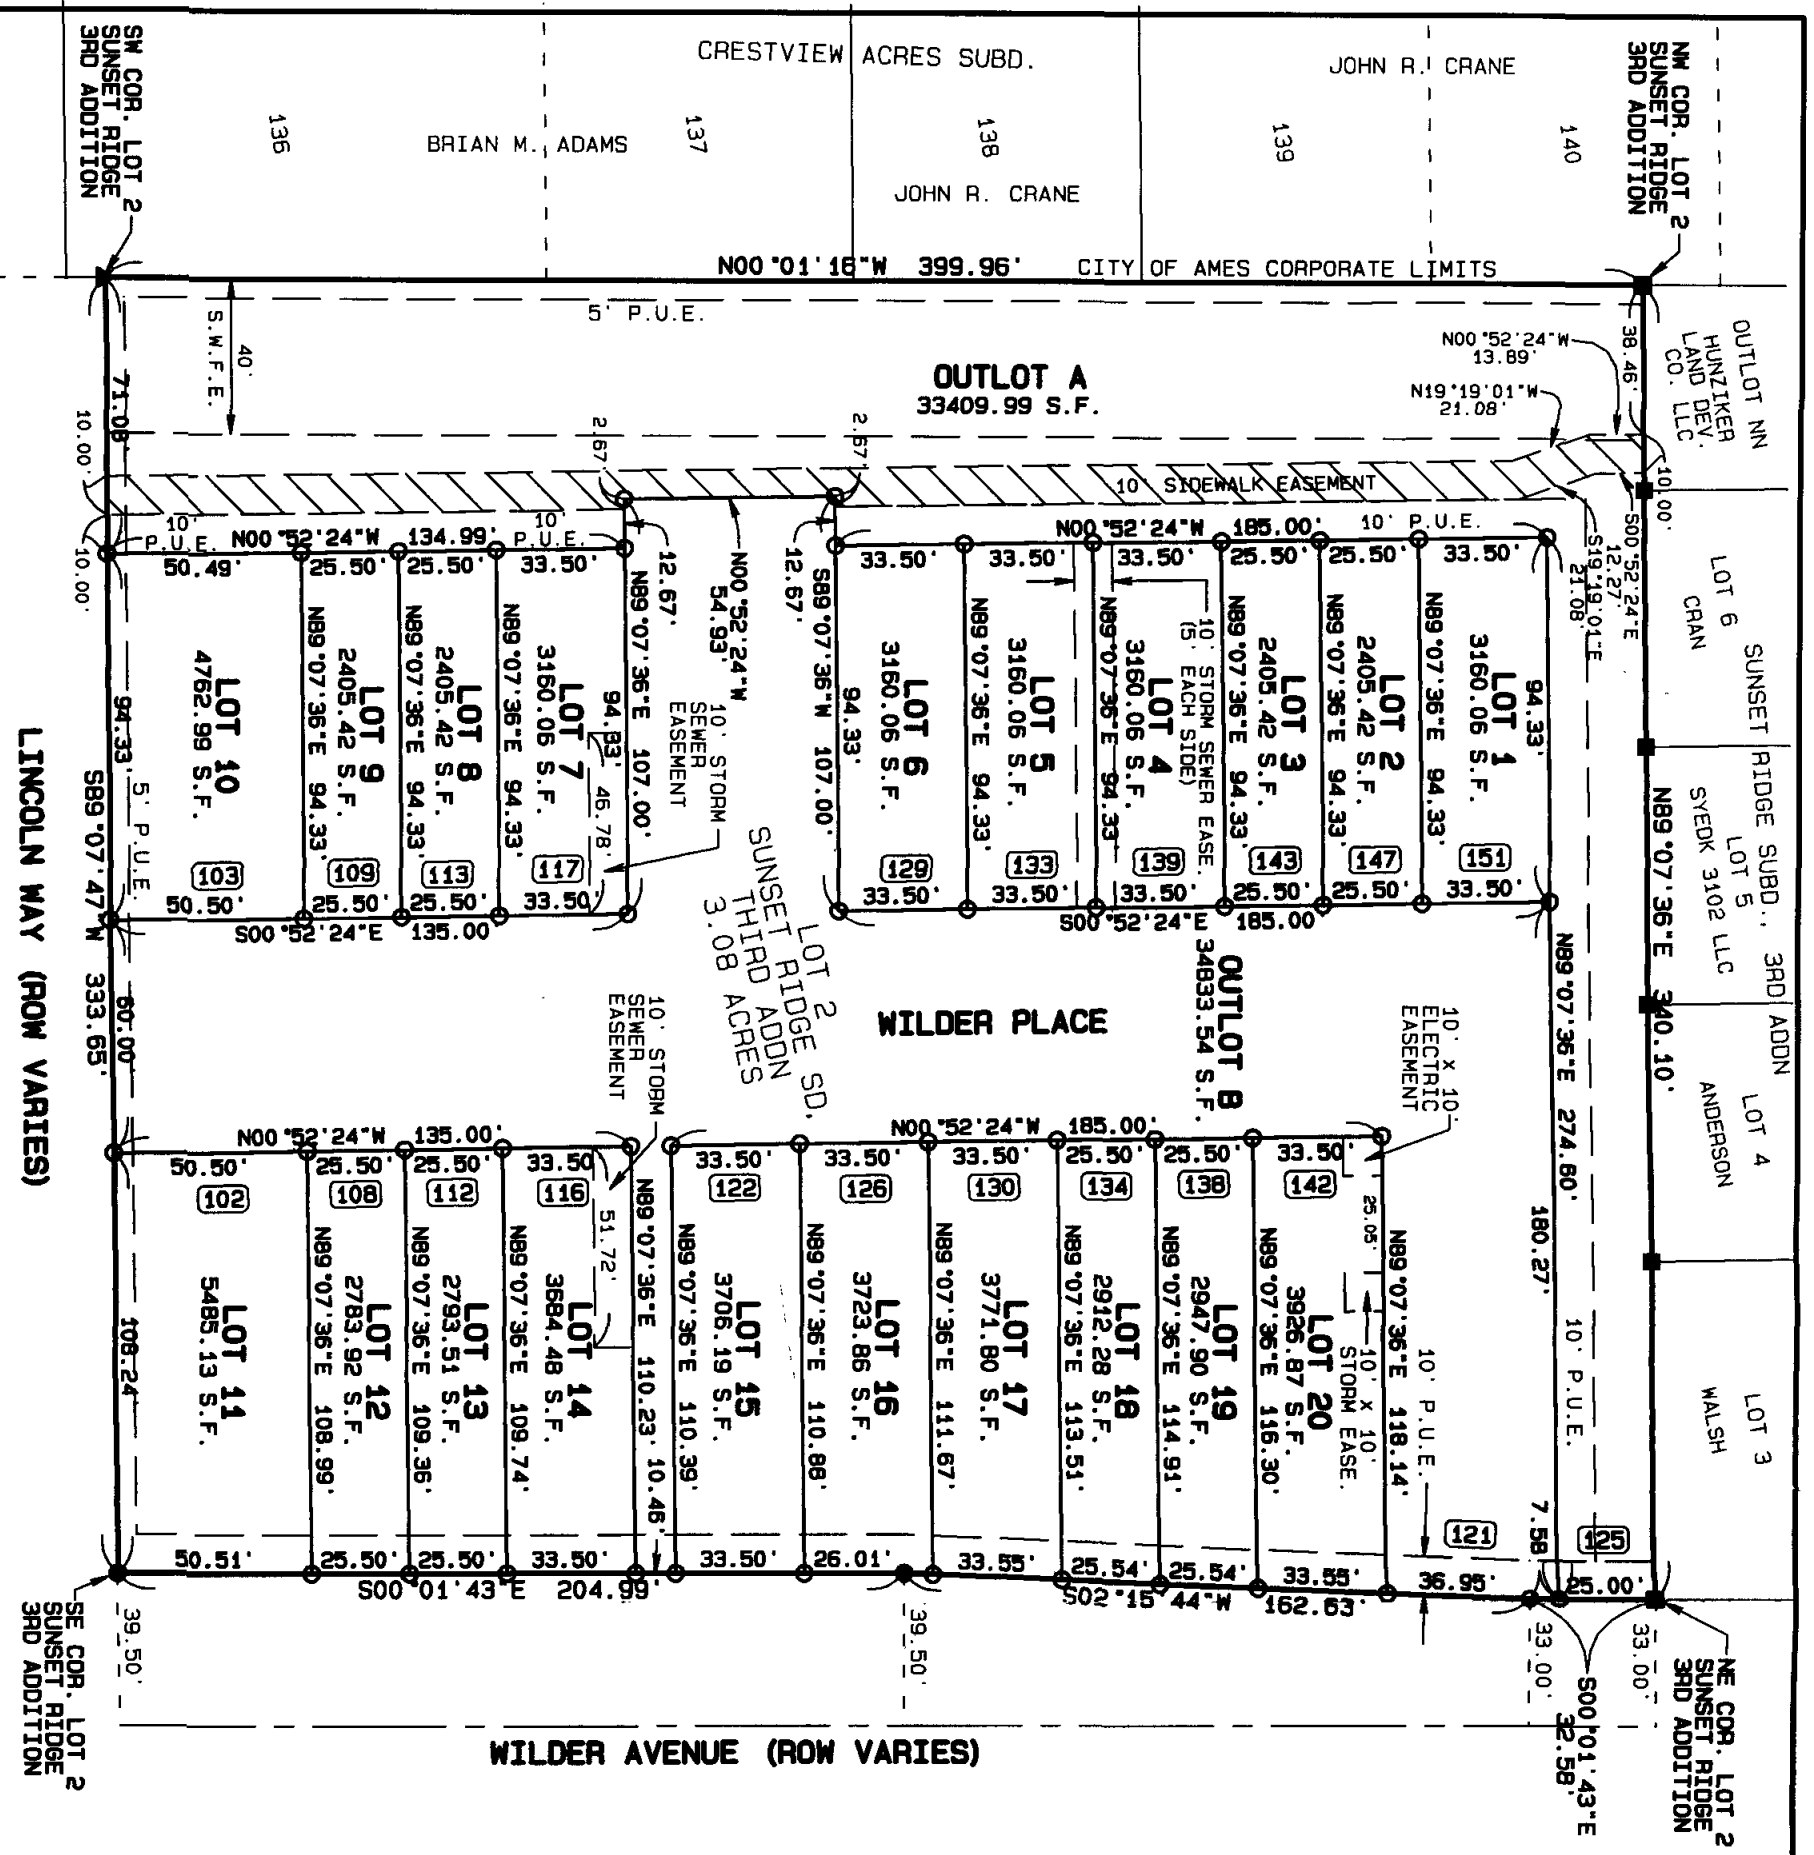 SW COR. LOT 2
SUNSET RIDGE
3RD ADDITION
CRESTVIEW ACRES SUBD.
JOHN R. CRANE
NW COR. LOT 2
SUNSET RIDGE
3RD ADDITION
136
BRIAN M. ADAMS
137
138
JOHN R. CRANE
139
140
N00°01'16"W 399.96'
CITY OF AMES CORPORATE LIMITS
5' P.U.E.
40'
S.W.F.E.
OUTLOT A
33409.99 S.F.
N00°52'24"W
13.89'
N19°19'01"W
21.08'
38.46'
OUTLOT NN
HUNZIKER
LAND DEV.
CO. LLC
71.08'
10.00'
10.00'
2.67'
2.67'
10' SIDEWALK EASEMENT
10.00'
S00°52'24"E
12.27'
S19°19'01"E
21.08'
10'
P.U.E.
N00°52'24"W 134.99'
10'
P.U.E.
12.67'
N00°52'24"W
54.93'
12.67'
N00°52'24"W 185.00'
10' P.U.E.
50.49'
25.50'
25.50'
33.50'
33.50'
33.50'
33.50'
25.50'
25.50'
33.50'
LOT 10
4762.99 S.F.
103
N89°07'36"E 94.33'
LOT 9
2405.42 S.F.
109
N89°07'36"E 94.33'
LOT 8
2405.42 S.F.
113
N89°07'36"E 94.33'
LOT 7
3160.06 S.F.
117
94.33'
46.78'
N89°07'36"E 107.00'
10' STORM
SEWER
EASEMENT
S89°07'36"W 107.00'
94.33'
LOT 6
3160.06 S.F.
129
N89°07'36"E 94.33'
LOT 5
3160.06 S.F.
133
N89°07'36"E 94.33'
LOT 4
3160.06 S.F.
139
10' STORM SEWER EASE.
(5' EACH SIDE)
N89°07'36"E 94.33'
LOT 3
2405.42 S.F.
143
N89°07'36"E 94.33'
LOT 2
2405.42 S.F.
147
N89°07'36"E 94.33'
LOT 1
3160.06 S.F.
151
94.33'
50.50'
25.50'
25.50'
33.50'
S00°52'24"E 135.00'
33.50'
33.50'
33.50'
25.50'
25.50'
33.50'
S00°52'24"E 185.00'
LOT 6
CRAN
SUNSET RIDGE SUBD., 3RD ADDN
LOT 5
SYEDK 3102 LLC
LOT 4
ANDERSON
LOT 3
WALSH
N89°07'36"E 340.10'
N89°07'36"E 274.60'
180.27'
10' P.U.E.
LINCOLN WAY (ROW VARIES)
94.33'
5' P.U.E.
S89°07'47"W 333.65'
60.00'
108.24'
LOT 2
SUNSET RIDGE SD,
THIRD ADDN
3.08 ACRES
WILDER PLACE
OUTLOT B
34833.54 S.F.
10' STORM
SEWER
EASEMENT
10' X 10'
ELECTRIC
EASEMENT
N00°52'24"W 135.00'
N00°52'24"W 185.00'
50.50'
25.50'
25.50'
33.50'
33.50'
33.50'
33.50'
25.50'
25.50'
33.50'
102
LOT 11
5485.13 S.F.
N89°07'36"E 108.99'
108
LOT 12
2783.92 S.F.
N89°07'36"E 109.36'
112
LOT 13
2793.51 S.F.
N89°07'36"E 109.74'
116
LOT 14
3684.48 S.F.
51.72'
N89°07'36"E 110.23'
10.46'
N89°07'36"E 110.39'
122
LOT 15
3706.19 S.F.
N89°07'36"E 110.88'
126
LOT 16
3723.86 S.F.
N89°07'36"E 111.67'
130
LOT 17
3771.80 S.F.
N89°07'36"E 113.51'
134
LOT 18
2912.28 S.F.
N89°07'36"E 114.91'
138
LOT 19
2947.90 S.F.
N89°07'36"E 116.30'
142
LOT 20
3926.87 S.F.
25.05'
10' X 10'
STORM EASE.
N89°07'36"E 118.14'
10' P.U.E.
121
7.58
125
50.51'
25.50'
25.50'
33.50'
33.50'
26.01'
33.55'
25.54'
25.54'
33.55'
36.95'
25.00'
S00°01'43"E 204.99'
S02°15'44"W 162.63'
SE COR. LOT 2
SUNSET RIDGE
3RD ADDITION
39.50'
39.50'
33.00'
33.00'
S00°01'43"E
32.58'
NE COR. LOT 2
SUNSET RIDGE
3RD ADDITION
WILDER AVENUE (ROW VARIES)